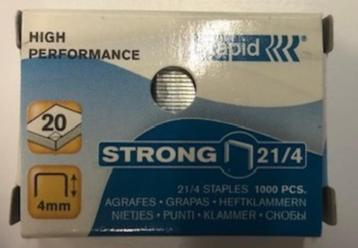 HIGH
PERFORMANCE
Rapid
20
STRONG 21/4
4mm
21/4 STAPLES 1000 PCS.
AGRAFES • GRAPAS • HEFTKLAMMERN
NIETJES • PUNTI • KLAMMER • СКОБЫ